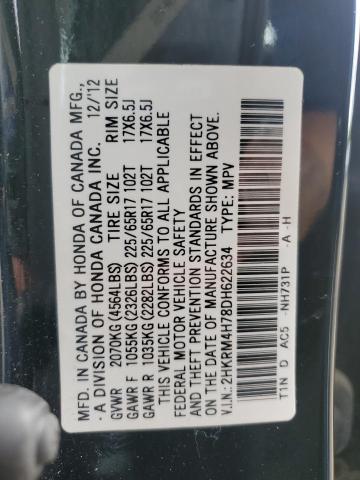 MFD. IN CANADA BY HONDA OF CANADA MFG.,
A DIVISION OF HONDA CANADA INC. 12/'12
GVWR 2070KG (4564LBS) TIRE SIZE RIM SIZE
GAWR F 1055KG (2326LBS) 225/65R17 102T 17X6.5J
GAWR R 1035KG (2282LBS) 225/65R17 102T 17X6.5J
THIS VEHICLE CONFORMS TO ALL APPLICABLE
FEDERAL MOTOR VEHICLE SAFETY
AND THEFT PREVENTION STANDARDS IN EFFECT
ON THE DATE OF MANUFACTURE SHOWN ABOVE.
V.I.N.: 2HKRM4H78DH622634 TYPE: MPV
T1N D AC5 -NH731P -A -H